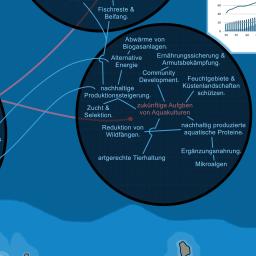 Fischreste &
Beifang.
Abwärme von
Biogasanlagen.
Alternative
Energie
Ernährungssicherung &
Armutsbekämpfung.
Community
Development.
Feuchtgebiete &
Küstenlandschaften
schützen.
nachhaltige
Produktionssteigerung.
Zucht &
Selektion.
zukünftige Aufgben
von Aquakulturen
Reduktion von
Wildfängen.
nachhaltig produzierte
aquatische Proteine.
artgerechte Tierhaltung
Ergänzungsnahrung.
Mikroalgen